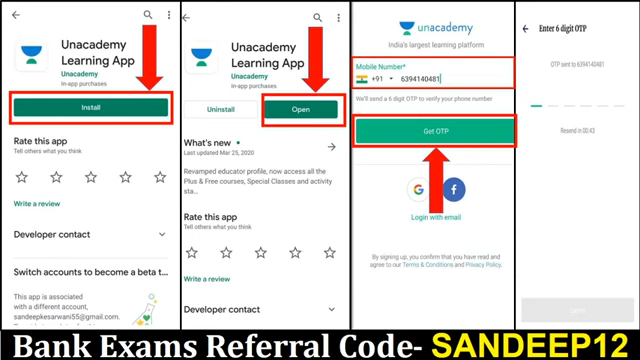 Unacademy
Learning App
Unacademy
In-app purchases
Install
Rate this app
Tell others what you think
Write a review
Developer contact
Switch accounts to become a beta t...
This app is associated
with a different account,
sandeepkesarwani55@gmail.com.
Unacademy
Learning App
Unacademy
In-app purchases
Uninstall
Open
What's new
Last updated Mar 25, 2020
Revamped educator profile, now access all the
Plus & Free courses, Special Classes and activity
sta...
Rate this app
Tell others what you think
Write a review
Developer contact
unacademy
India's largest learning platform
Mobile Number*
+91 6394140481
We'll send a 6 digit OTP to verify your phone number
Get OTP
G
f
Login with email
By signing up, you confirm that you have read and
agree to our Terms & Conditions and Privacy Policy.
Enter 6 digit OTP
OTP sent to 6394140481
Resend in 00:43
Bank Exams Referral Code- SANDEEP12